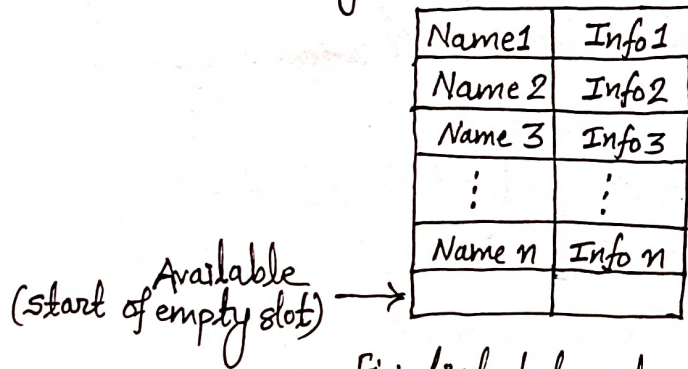 Name1 Info1
Name 2 Info2
Name 3 Info3
⋮ ⋮
Name n Info n
Available
(start of empty slot) →